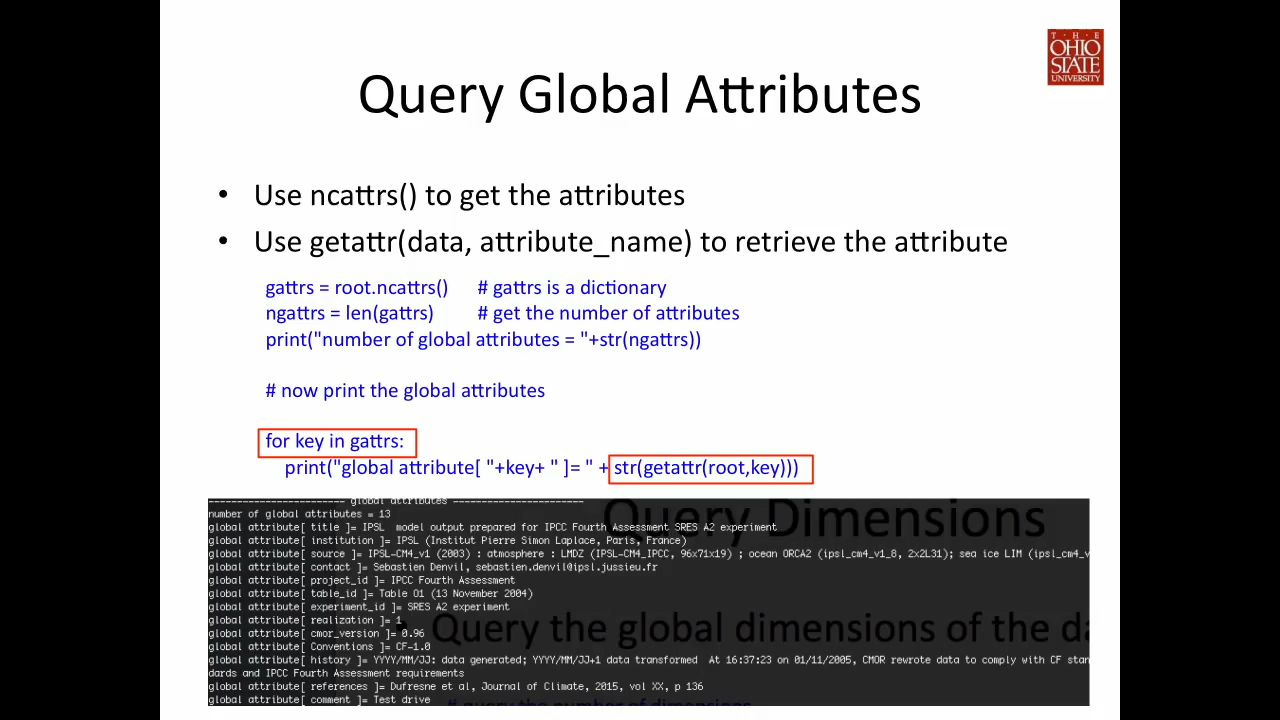 T · H · E
OHIO
STATE
UNIVERSITY
Query Global Attributes
• Use ncattrs() to get the attributes
• Use getattr(data, attribute_name) to retrieve the attribute
gattrs = root.ncattrs() # gattrs is a dictionary
ngattrs = len(gattrs) # get the number of attributes
print("number of global attributes = "+str(ngattrs))
# now print the global attributes
for key in gattrs:
print("global attribute[ "+key+ " ]= " + str(getattr(root,key)))
Query Dimensions
------------------------ global attributes -----------------------
number of global attributes = 13
global attribute[ title ]= IPSL model output prepared for IPCC Fourth Assessment SRES A2 experiment
global attribute[ institution ]= IPSL (Institut Pierre Simon Laplace, Paris, France)
global attribute[ source ]= IPSL-CM4_v1 (2003) : atmosphere : LMDZ (IPSL-CM4_IPCC, 96x71x19) ; ocean ORCA2 (ipsl_cm4_v1_8, 2x2L31); sea ice LIM (ipsl_cm4_v
global attribute[ contact ]= Sebastien Denvil, sebastien.denvil@ipsl.jussieu.fr
global attribute[ project_id ]= IPCC Fourth Assessment
global attribute[ table_id ]= Table O1 (13 November 2004)
global attribute[ experiment_id ]= SRES A2 experiment
global attribute[ realization ]= 1
• Query the global dimensions of the da
global attribute[ cmor_version ]= 0.96
global attribute[ Conventions ]= CF-1.0
global attribute[ history ]= YYYY/MM/JJ: data generated; YYYY/MM/JJ+1 data transformed At 16:37:23 on 01/11/2005, CMOR rewrote data to comply with CF stan
dards and IPCC Fourth Assessment requirements
global attribute[ references ]= Dufresne et al, Journal of Climate, 2015, vol XX, p 136
global attribute[ comment ]= Test drive
# query the number of dimensions